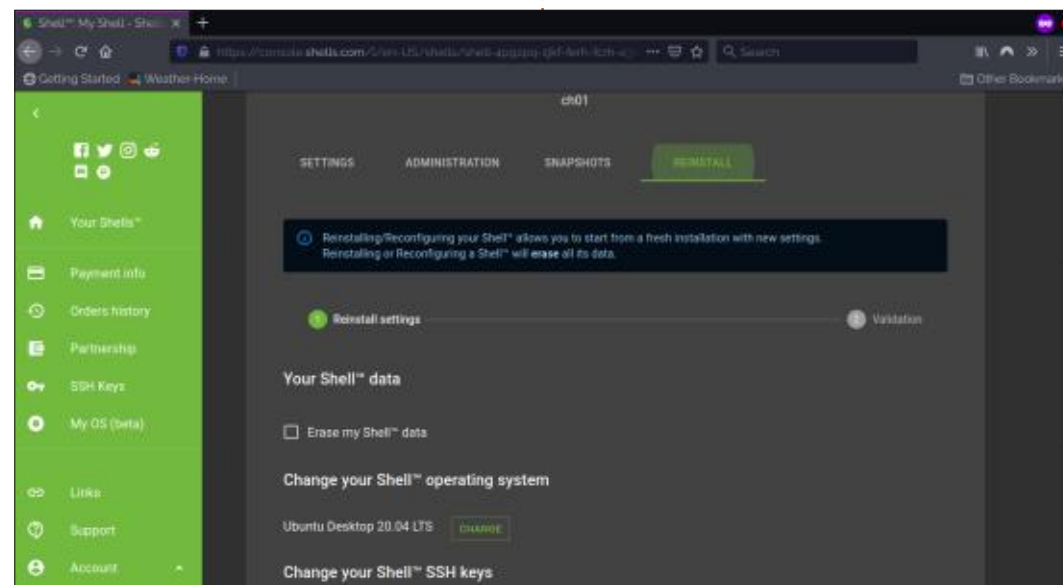 Shell™ My Shell - Shell
https://console.shells.com/
Search
Getting Started
Weather-Home
Other Bookmark
ch01
SETTINGS
ADMINISTRATION
SNAPSHOTS
REINSTALL
Your Shells™
Payment info
Orders history
Partnership
SSH Keys
My OS (beta)
Links
Support
Account
Reinstalling/Reconfiguring your Shell™ allows you to start from a fresh installation with new settings.
Reinstalling or Reconfiguring a Shell™ will erase all its data.
1 Reinstall settings
2 Validation
Your Shell™ data
Erase my Shell™ data
Change your Shell™ operating system
Ubuntu Desktop 20.04 LTS
CHANGE
Change your Shell™ SSH keys